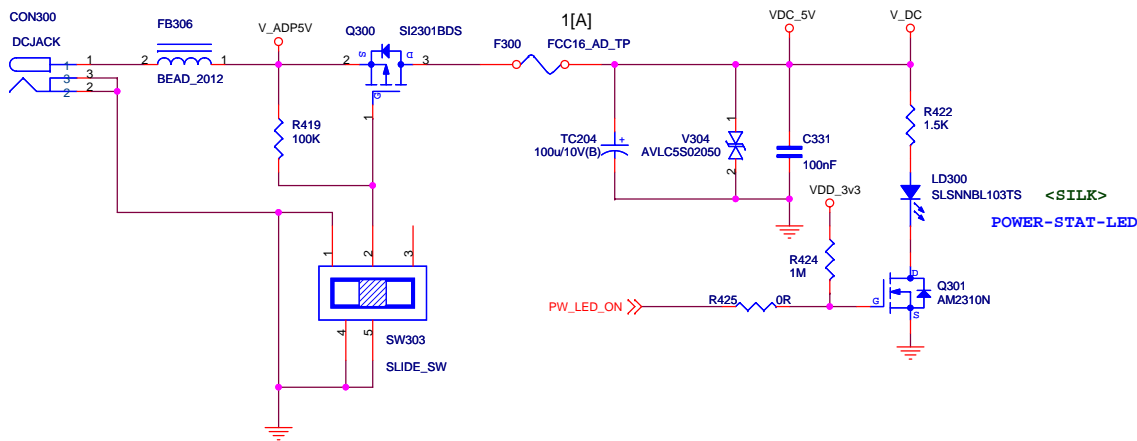 CON300
DCJACK
1
3
2
1
3
2
FB306
2
1
BEAD_2012
V_ADP5V
Q300
SI2301BDS
S
D
G
2
3
1
R419
100K
1[A]
F300
FCC16_AD_TP
VDC_5V
V_DC
TC204
100u/10V(B)
+
V304
AVLC5S02050
1
2
C331
100nF
R422
1.5K
LD300
SLSNNBL103TS
<SILK>
POWER-STAT-LED
VDD_3v3
R424
1M
PW_LED_ON
R425
0R
D
G
S
Q301
AM2310N
1
2
3
4
5
SW303
SLIDE_SW